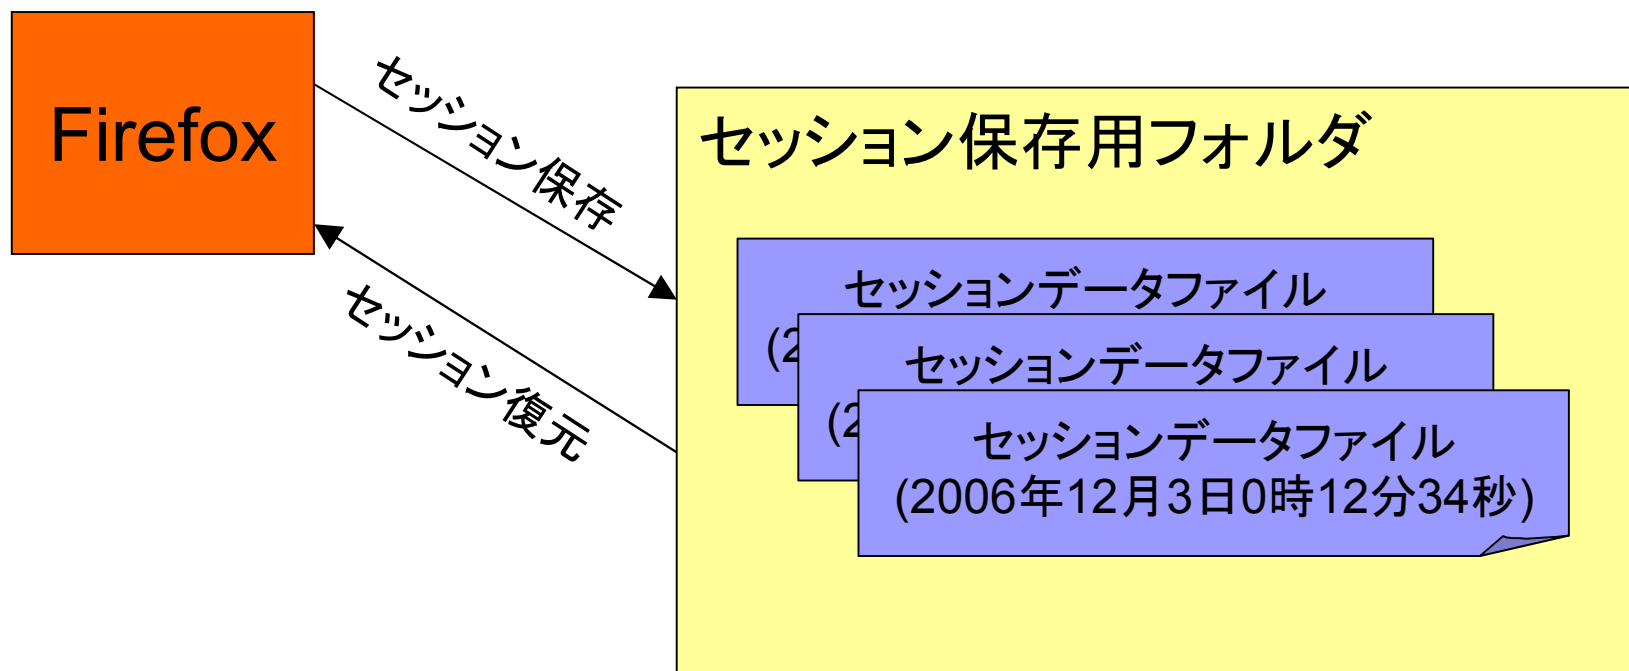 Firefox
セッション保存
セッション復元
セッション保存用フォルダ
セッションデータファイル
(2
セッションデータファイル
(2
セッションデータファイル
(2006年12月3日0時12分34秒)